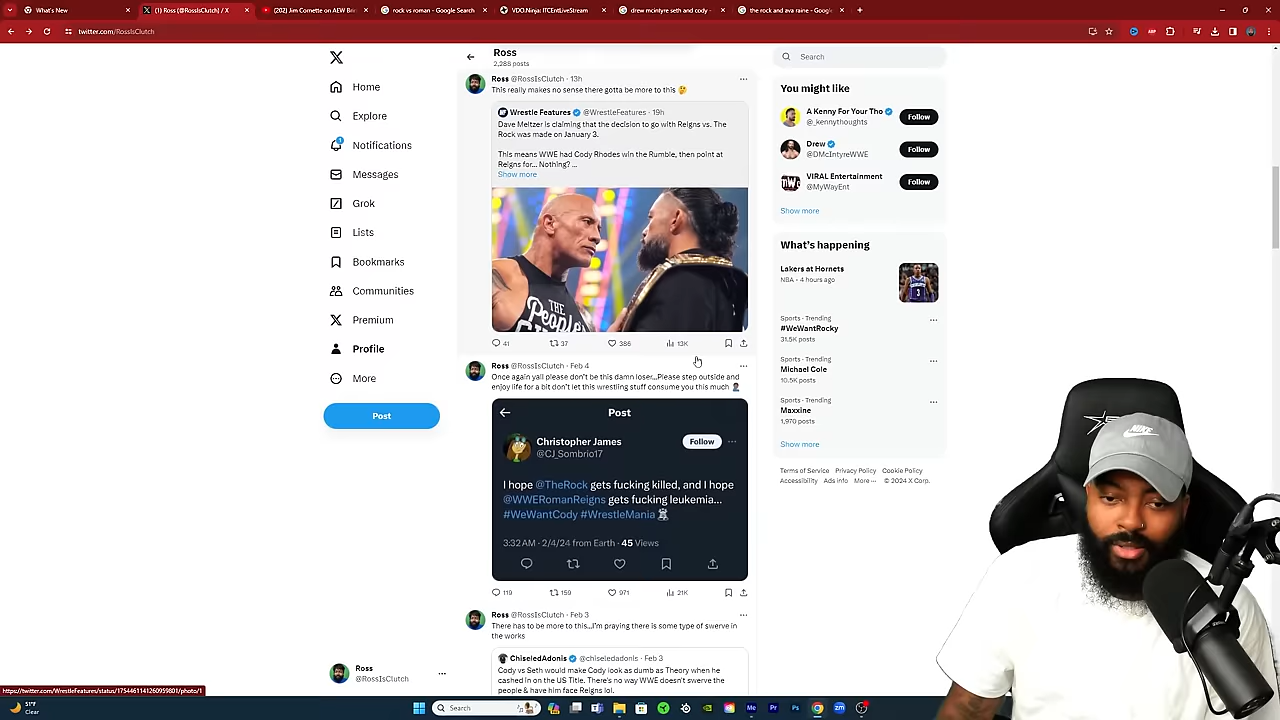 What's New
(1) Ross (@RossIsClutch) / X
(202) Jim Cornette on AEW Bri
rock vs roman - Google Search
VDO.Ninja: ITCEntLiveStream
drew mcintyre seth and cody -
the rock and ava raine - Goog
twitter.com/RossIsClutch
Home
Explore
Notifications
Messages
Grok
Lists
Bookmarks
Communities
Premium
Profile
More
Post
Ross
@RossIsClutch
Ross
2,286 posts
Ross @RossIsClutch · 13h
This really makes no sense there gotta be more to this 🤔
Wrestle Features @WrestleFeatures · 19h
Dave Meltzer is claiming that the decision to go with Reigns vs. The
Rock was made on January 3.
This means WWE had Cody Rhodes win the Rumble, then point at
Reigns for... Nothing? ...
Show more
THE
41 37 386 13K
Ross @RossIsClutch · Feb 4
Once again yall please don't be this damn loser...Please step outside and
enjoy life for a bit don't let this wrestling stuff consume you this much
Post
Christopher James
@CJ_Sombrio17
Follow
I hope @TheRock gets fucking killed, and I hope
@WWERomanReigns gets fucking leukemia...
#WeWantCody #WrestleMania
3:32 AM · 2/4/24 from Earth · 45 Views
119 159 971 21K
Ross @RossIsClutch · Feb 3
There has to be more to this...I'm praying there is some type of swerve in
the works
ChiseledAdonis @chiseledadonis · Feb 3
Cody vs Seth would make Cody look as dumb as Theory when he
cashed in on the US Title. There's no way WWE doesn't swerve the
people & have him face Reigns lol.
Search
You might like
A Kenny For Your Tho
@_kennythoughts
Follow
Drew
@DMcIntyreWWE
Follow
VIRAL Entertainment
@MyWayEnt
Follow
Show more
What's happening
Lakers at Hornets
NBA · 4 hours ago
Sports · Trending
#WeWantRocky
31.5K posts
Sports · Trending
Michael Cole
10.5K posts
Sports · Trending
Maxxine
1,970 posts
Show more
Terms of Service Privacy Policy Cookie Policy
Accessibility Ads info More ··· © 2024 X Corp.
NIKE
https://twitter.com/WrestleFeatures/status/1754461141260959801/photo/1
51°F
Clear
Search